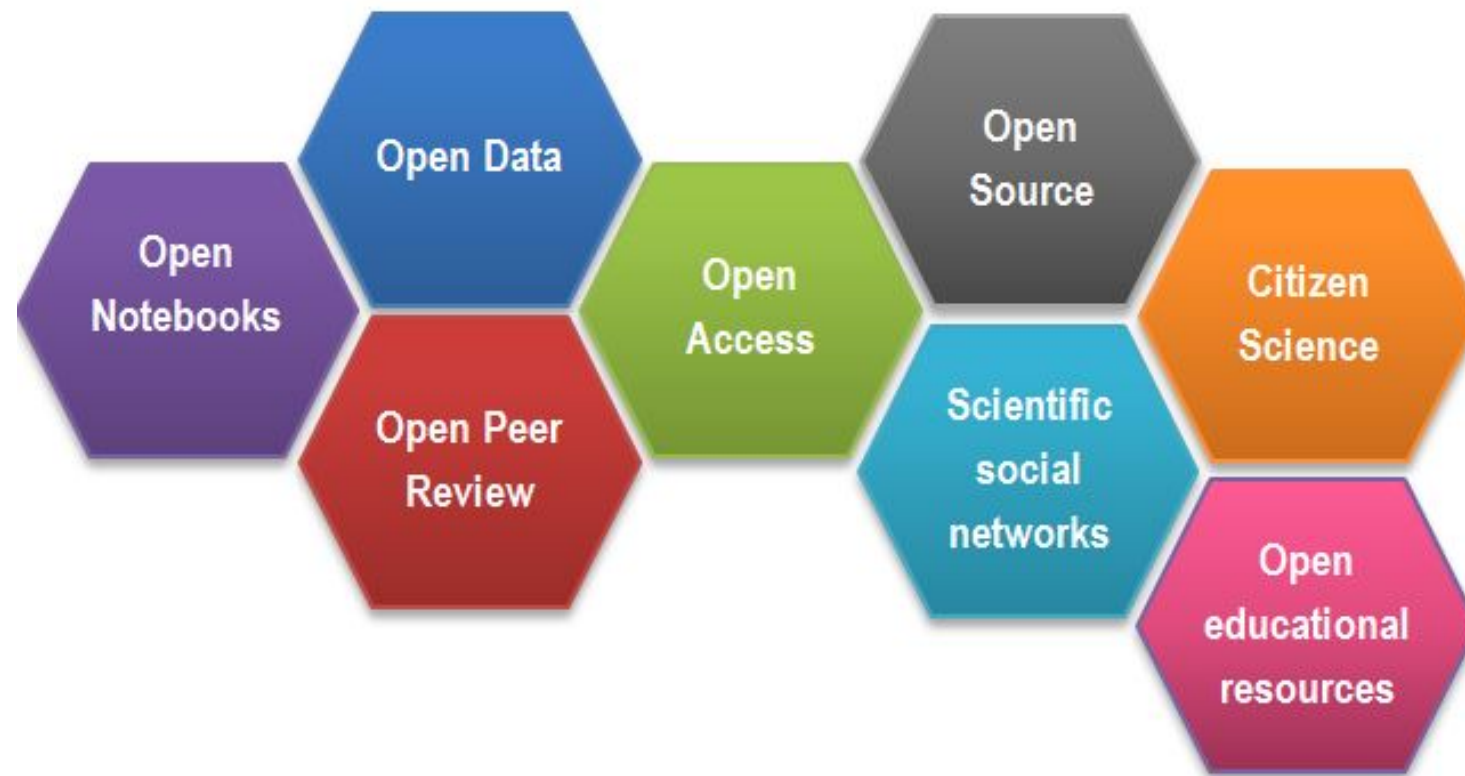 Open
Notebooks
Open Data
Open Peer
Review
Open
Access
Open
Source
Scientific
social
networks
Citizen
Science
Open
educational
resources